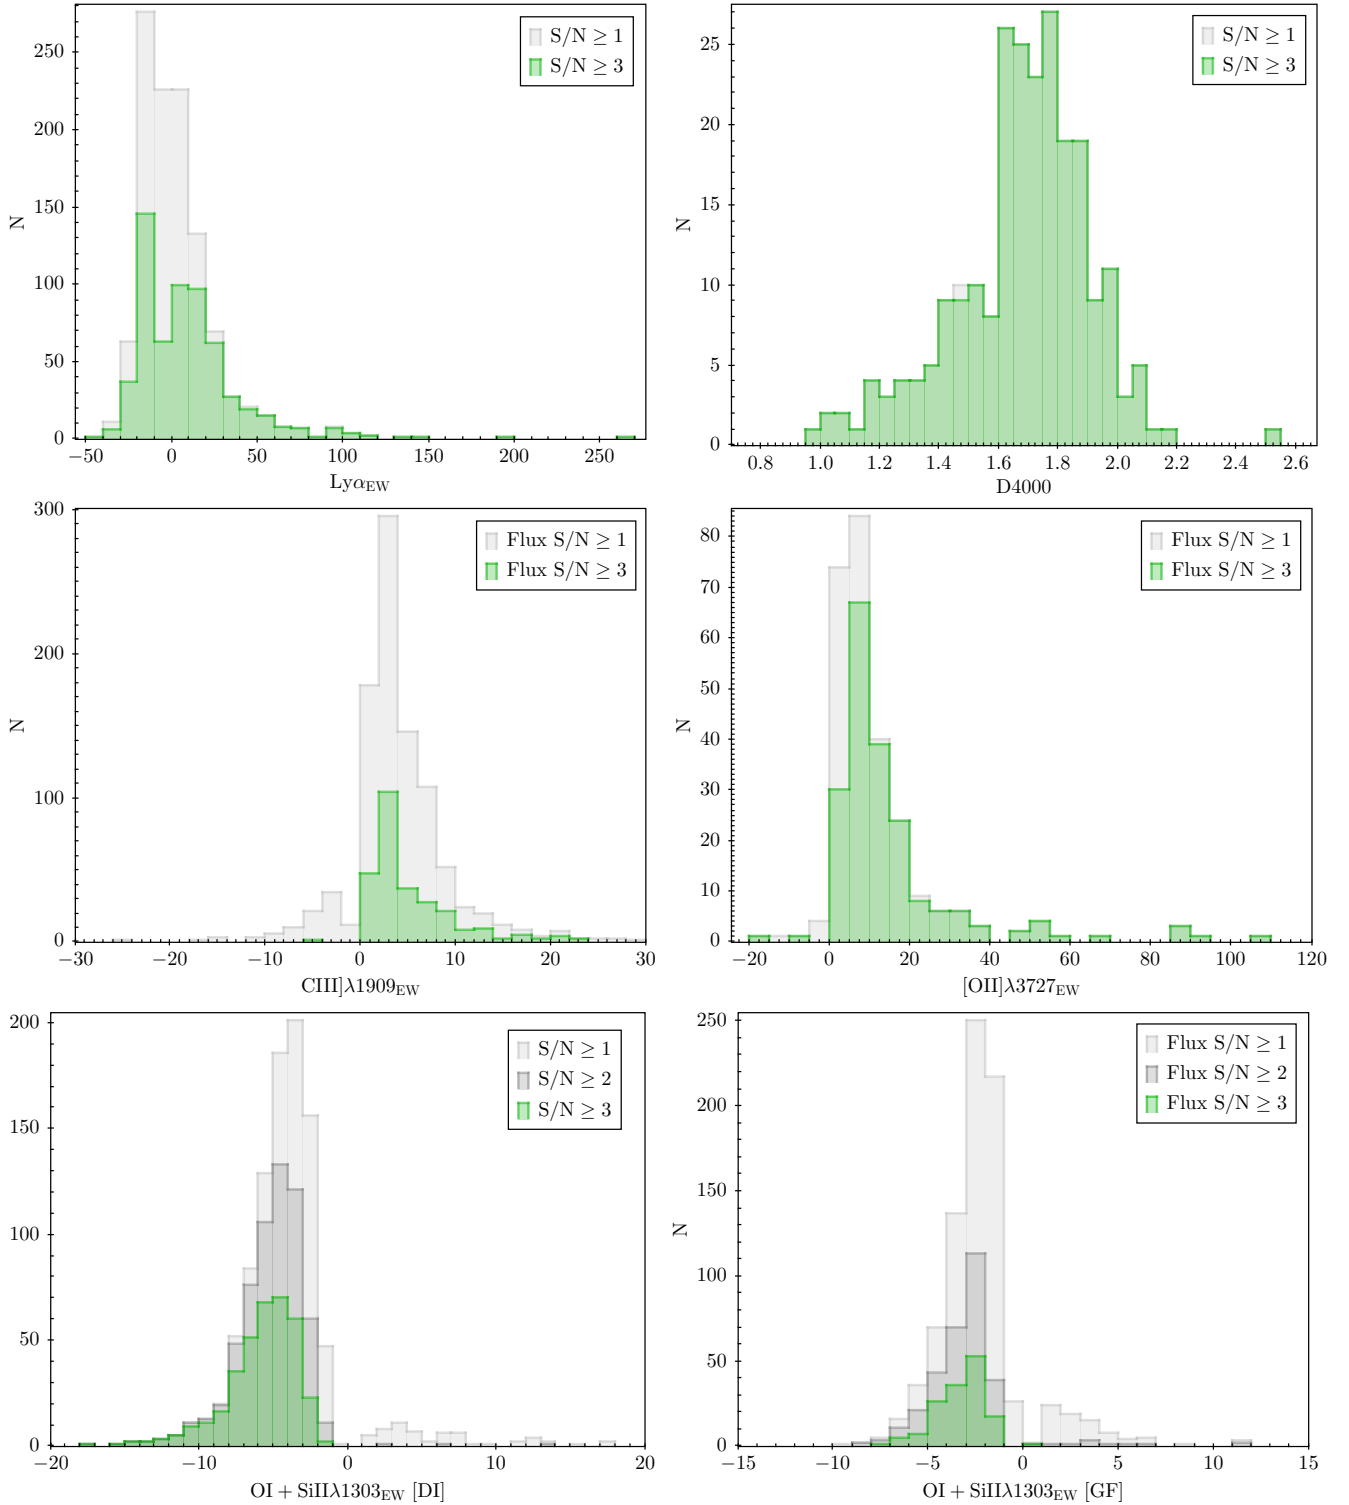 250
200
150
100
50
0
N
S/N ≥ 1
S/N ≥ 3
−50 0 50 100 150 200 250
Lyα_EW
25
20
15
10
5
0
N
S/N ≥ 1
S/N ≥ 3
0.8 1.0 1.2 1.4 1.6 1.8 2.0 2.2 2.4 2.6
D4000
300
200
100
0
N
Flux S/N ≥ 1
Flux S/N ≥ 3
−30 −20 −10 0 10 20 30
CIII]λ1909_EW
80
70
60
50
40
30
20
10
0
N
Flux S/N ≥ 1
Flux S/N ≥ 3
−20 0 20 40 60 80 100 120
[OII]λ3727_EW
200
150
100
50
0
S/N ≥ 1
S/N ≥ 2
S/N ≥ 3
−20 −10 0 10 20
OI + SiIIλ1303_EW [DI]
250
200
150
100
50
0
N
Flux S/N ≥ 1
Flux S/N ≥ 2
Flux S/N ≥ 3
−15 −10 −5 0 5 10 15
OI + SiIIλ1303_EW [GF]